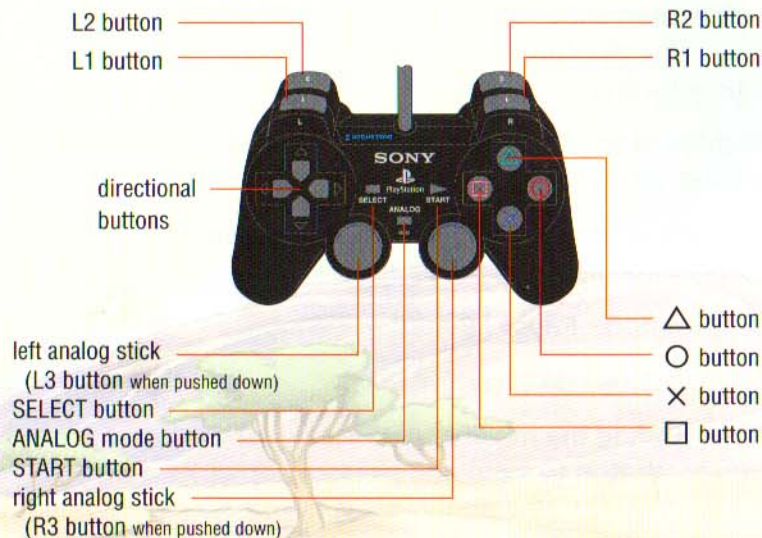 L2 button
R2 button
L1 button
R1 button
L
R
SONY
directional
buttons
PlayStation
SELECT
START
ANALOG
△ button
left analog stick
(L3 button when pushed down)
○ button
SELECT button
× button
ANALOG mode button
□ button
START button
right analog stick
(R3 button when pushed down)